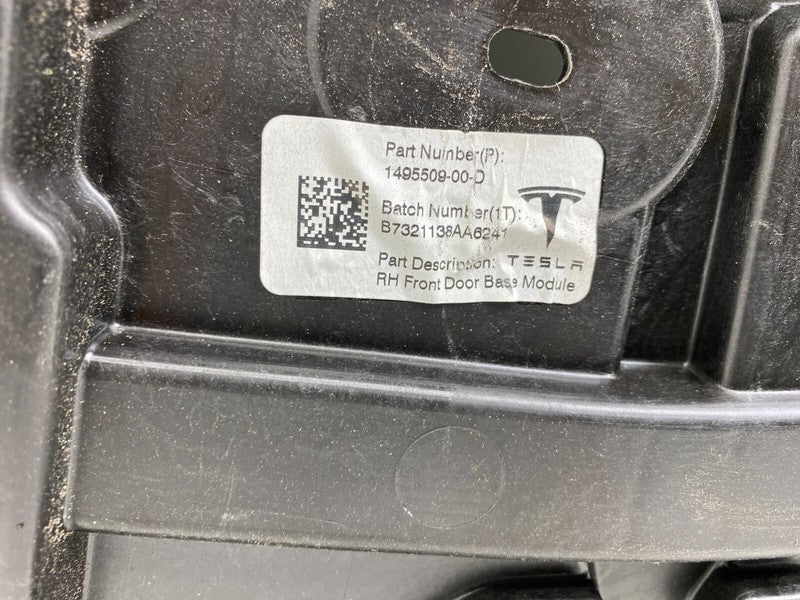 Part Number(P):
1495509-00-D
Batch Number(1T):
B7321138AA6241
Part Description: TESLA
RH Front Door Base Module